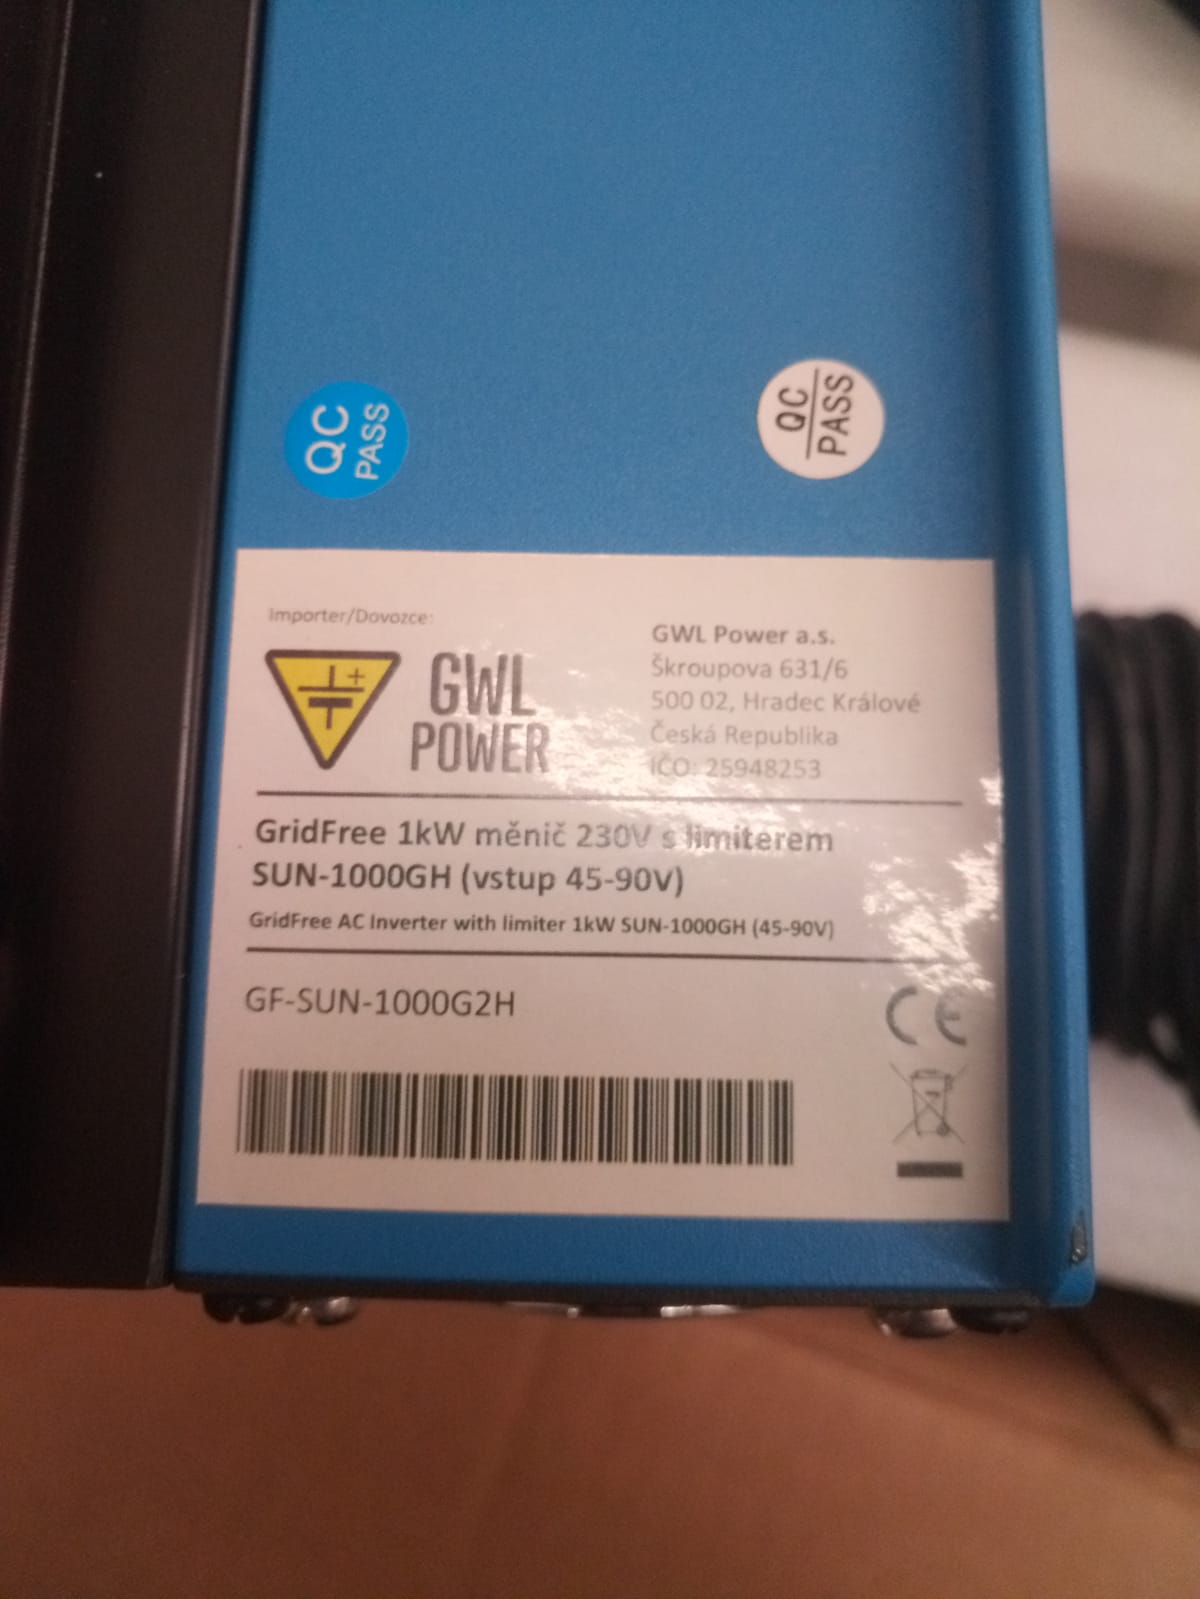 QC
PASS
QC
PASS
Importer/Dovozce:
GWL
POWER
GWL Power a.s.
Škroupova 631/6
500 02, Hradec Králové
Česká Republika
IČO: 25948253
GridFree 1kW měnič 230V s limiterem
SUN-1000GH (vstup 45-90V)
GridFree AC Inverter with limiter 1kW SUN-1000GH (45-90V)
GF-SUN-1000G2H
CE